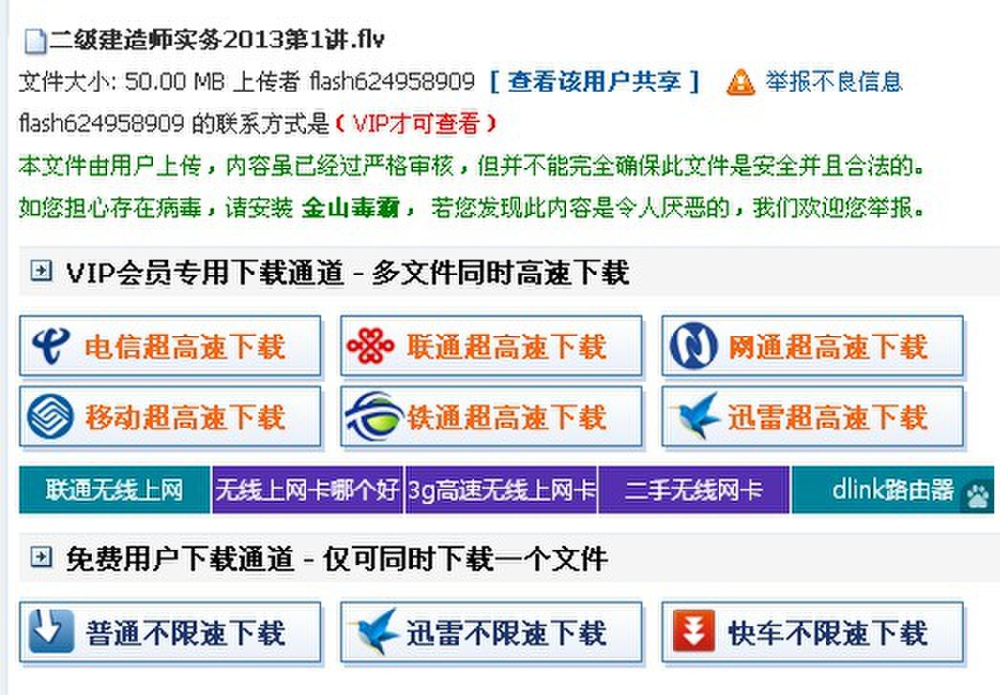 二级建造师实务2013第1讲.flv
文件大小: 50.00 MB 上传者 flash624958909 [ 查看该用户共享 ] 举报不良信息
flash624958909 的联系方式是（VIP才可查看）
本文件由用户上传，内容虽已经过严格审核，但并不能完全确保此文件是安全并且合法的。
如您担心存在病毒，请安装 金山毒霸， 若您发现此内容是令人厌恶的，我们欢迎您举报。
VIP会员专用下载通道 - 多文件同时高速下载
电信超高速下载 联通超高速下载 网通超高速下载
移动超高速下载 铁通超高速下载 迅雷超高速下载
联通无线上网 无线上网卡哪个好 3g高速无线上网卡 二手无线网卡 dlink路由器
免费用户下载通道 - 仅可同时下载一个文件
普通不限速下载 迅雷不限速下载 快车不限速下载